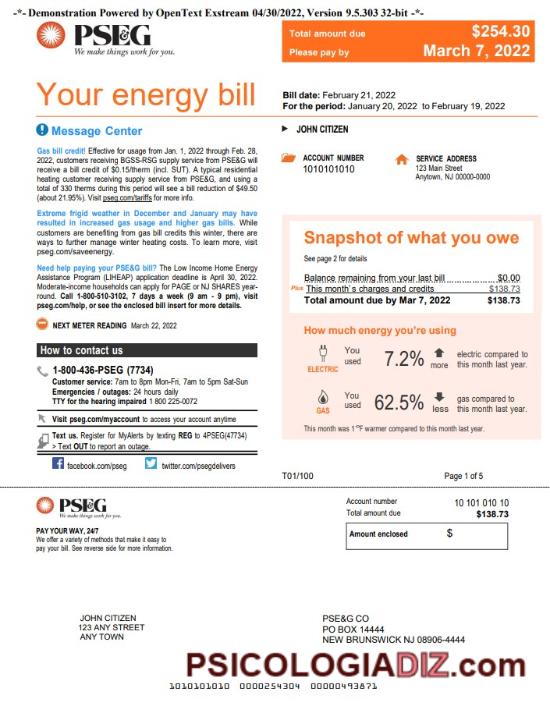 -*- Demonstration Powered by OpenText Exstream 04/30/2022, Version 9.5.303 32-bit -*-
PSE&G
We make things work for you.
Total amount due $254.30
Please pay by March 7, 2022
Your energy bill
Bill date: February 21, 2022
For the period: January 20, 2022 to February 19, 2022
Message Center
Gas bill credit! Effective for usage from Jan. 1, 2022 through Feb. 28,
2022, customers receiving BGSS-RSG supply service from PSE&G will
receive a bill credit of $0.15/therm (incl. SUT). A typical residential
heating customer receiving supply service from PSE&G, and using a
total of 330 therms during this period will see a bill reduction of $49.50
(about 21.95%). Visit pseg.com/tariffs for more info.
Extreme frigid weather in December and January may have
resulted in increased gas usage and higher gas bills. While
customers are benefiting from gas bill credits this winter, there are
ways to further manage winter heating costs. To learn more, visit
pseg.com/saveenergy.
Need help paying your PSE&G bill? The Low Income Home Energy
Assistance Program (LIHEAP) application deadline is April 30, 2022.
Moderate-income households can apply for PAGE or NJ SHARES year-
round. Call 1-800-510-3102, 7 days a week (9 am - 9 pm), visit
pseg.com/help, or see the enclosed bill insert for more details.
NEXT METER READING March 22, 2022
How to contact us
1-800-436-PSEG (7734)
Customer service: 7am to 8pm Mon-Fri, 7am to 5pm Sat-Sun
Emergencies / outages: 24 hours daily
TTY for the hearing impaired 1 800 225-0072
Visit pseg.com/myaccount to access your account anytime
Text us. Register for MyAlerts by texting REG to 4PSEG(47734)
> Text OUT to report an outage.
facebook.com/pseg twitter.com/psegdelivers
JOHN CITIZEN
ACCOUNT NUMBER
1010101010
SERVICE ADDRESS
123 Main Street
Anytown, NJ 00000-0000
Snapshot of what you owe
See page 2 for details
Balance remaining from your last bill $0.00
Plus This month's charges and credits $138.73
Total amount due by Mar 7, 2022 $138.73
How much energy you're using
ELECTRIC You used 7.2% more electric compared to this month last year.
GAS You used 62.5% less gas compared to this month last year.
This month was 1 °F warmer compared to this month last year.
T01/100 Page 1 of 5
PSE&G
We make things work for you.
PAY YOUR WAY, 24/7
We offer a variety of methods that make it easy to
pay your bill. See reverse side for more information.
Account number 10 101 010 10
Total amount due $138.73
Amount enclosed $
JOHN CITIZEN
123 ANY STREET
ANY TOWN
PSE&G CO
PO BOX 14444
NEW BRUNSWICK NJ 08906-4444
PSICOLOGIADIZ.com
1010101010 0000254304 00000493871